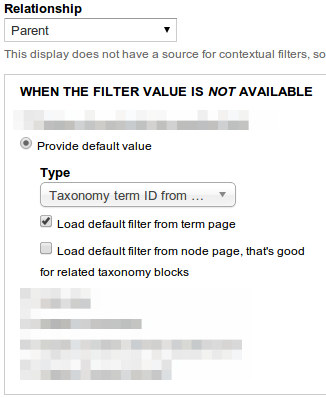 Relationship
Parent
This display does not have a source for contextual filters, so
WHEN THE FILTER VALUE IS NOT AVAILABLE
Provide default value
Type
Taxonomy term ID from ...
Load default filter from term page
Load default filter from node page, that's good
for related taxonomy blocks